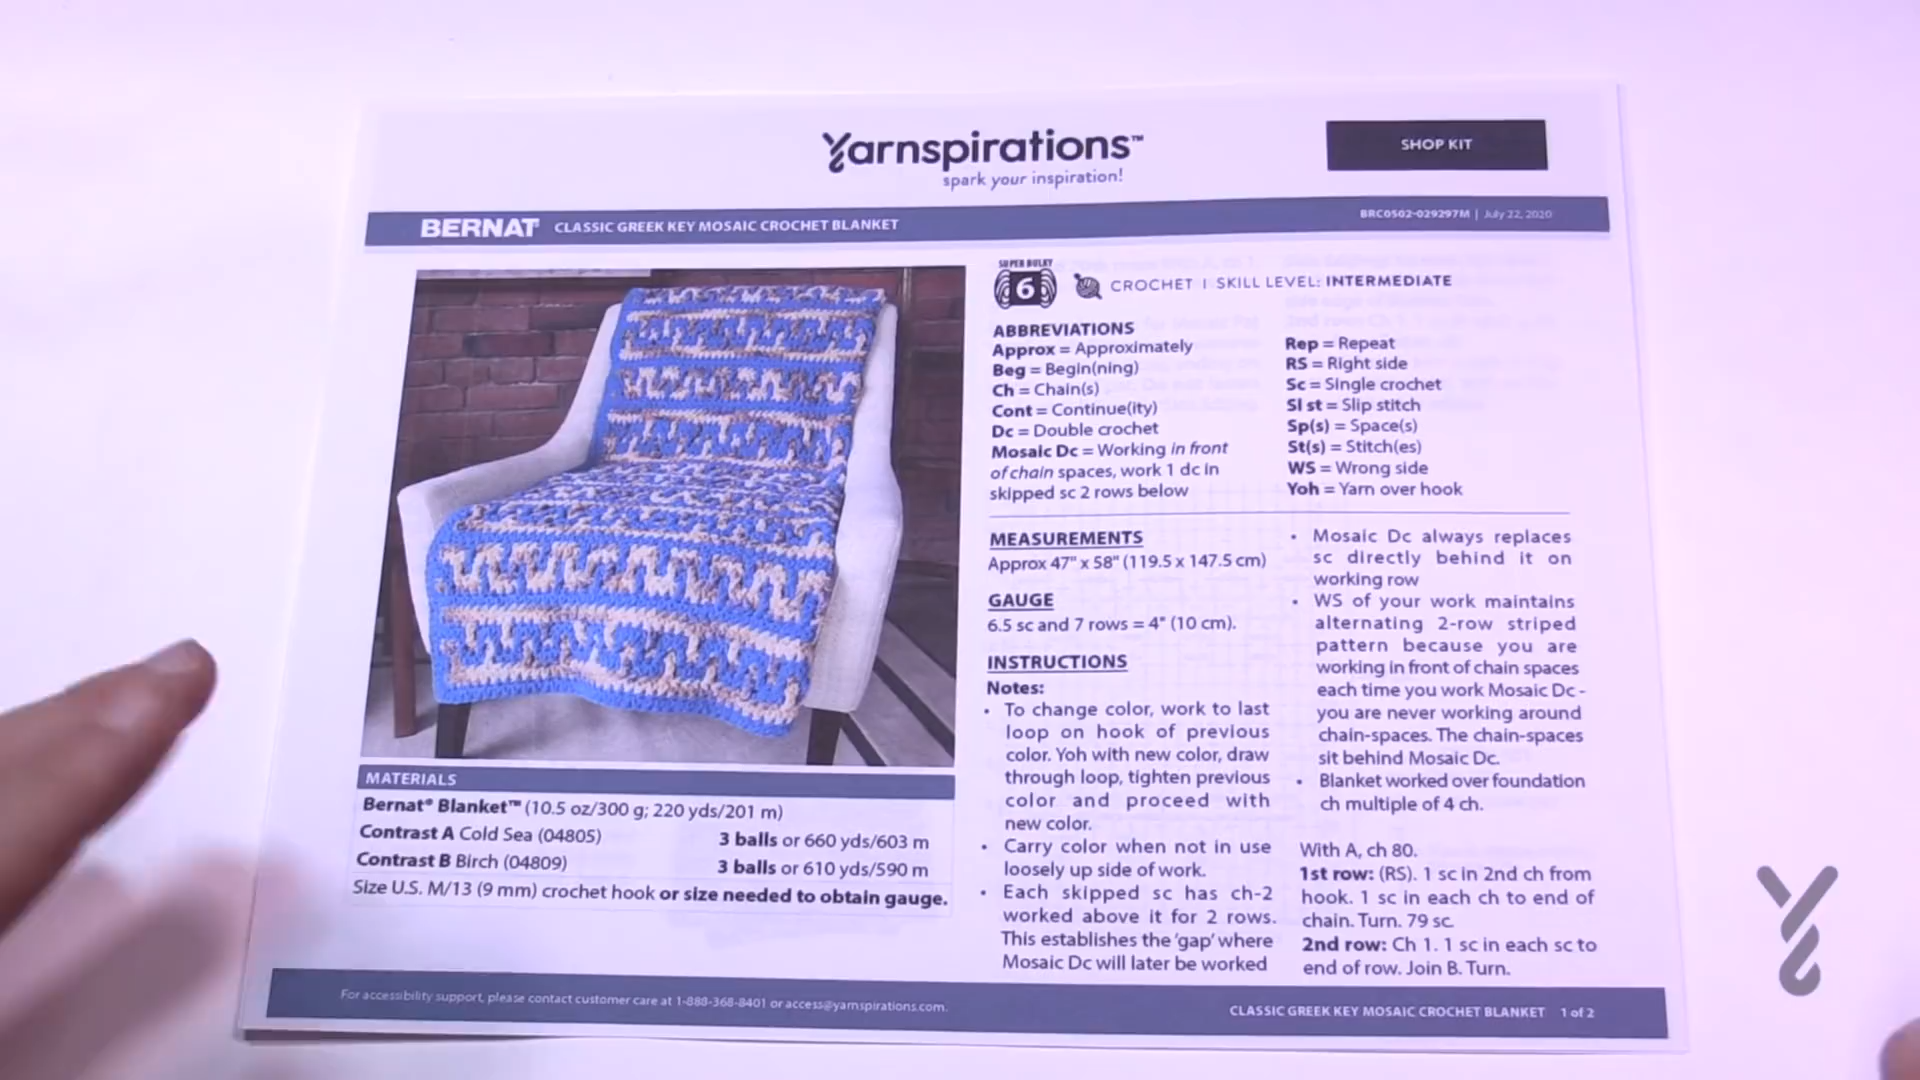 Yarnspirations™
spark your inspiration!
SHOP KIT
BERNAT CLASSIC GREEK KEY MOSAIC CROCHET BLANKET
BRC0502-029297M | July 22, 2020
SUPER BULKY
6
CROCHET I SKILL LEVEL: INTERMEDIATE
ABBREVIATIONS
Approx = Approximately
Beg = Begin(ning)
Ch = Chain(s)
Cont = Continue(ity)
Dc = Double crochet
Mosaic Dc = Working in front
of chain spaces, work 1 dc in
skipped sc 2 rows below
Rep = Repeat
RS = Right side
Sc = Single crochet
Sl st = Slip stitch
Sp(s) = Space(s)
St(s) = Stitch(es)
WS = Wrong side
Yoh = Yarn over hook
MATERIALS
Bernat® Blanket™ (10.5 oz/300 g; 220 yds/201 m)
Contrast A Cold Sea (04805) 3 balls or 660 yds/603 m
Contrast B Birch (04809) 3 balls or 610 yds/590 m
Size U.S. M/13 (9 mm) crochet hook or size needed to obtain gauge.
MEASUREMENTS
Approx 47" x 58" (119.5 x 147.5 cm)
GAUGE
6.5 sc and 7 rows = 4" (10 cm).
INSTRUCTIONS
Notes:
• To change color, work to last
loop on hook of previous
color. Yoh with new color, draw
through loop, tighten previous
color and proceed with
new color.
• Carry color when not in use
loosely up side of work.
• Each skipped sc has ch-2
worked above it for 2 rows.
This establishes the ‘gap’ where
Mosaic Dc will later be worked
• Mosaic Dc always replaces
sc directly behind it on
working row
• WS of your work maintains
alternating 2-row striped
pattern because you are
working in front of chain spaces
each time you work Mosaic Dc -
you are never working around
chain-spaces. The chain-spaces
sit behind Mosaic Dc.
• Blanket worked over foundation
ch multiple of 4 ch.
With A, ch 80.
1st row: (RS). 1 sc in 2nd ch from
hook. 1 sc in each ch to end of
chain. Turn. 79 sc.
2nd row: Ch 1. 1 sc in each sc to
end of row. Join B. Turn.
For accessibility support, please contact customer care at 1-888-368-8401 or access@yarnspirations.com.
CLASSIC GREEK KEY MOSAIC CROCHET BLANKET 1 of 2